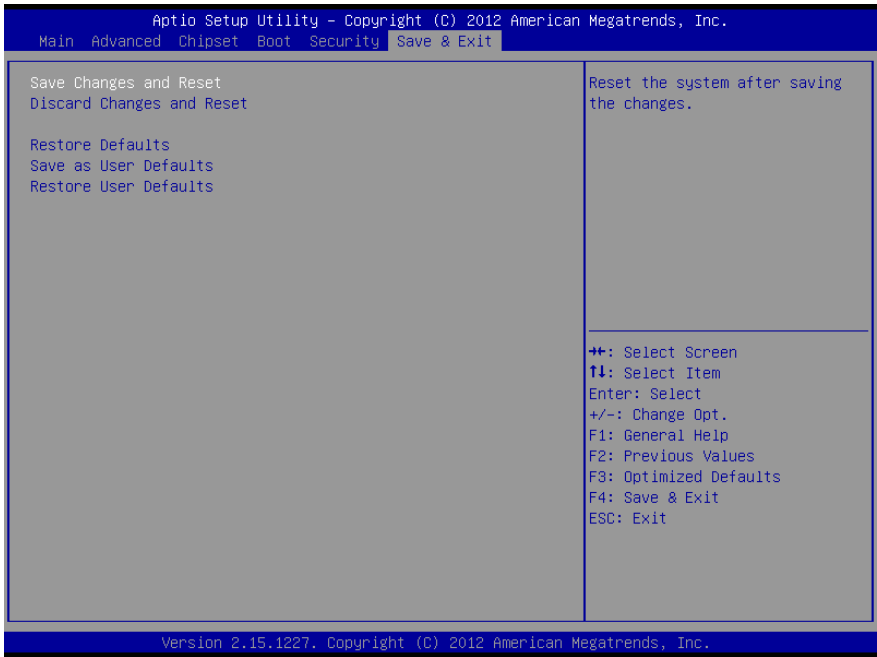 Aptio Setup Utility – Copyright (C) 2012 American Megatrends, Inc.
Main Advanced Chipset Boot Security Save & Exit
Save Changes and Reset
Discard Changes and Reset
Restore Defaults
Save as User Defaults
Restore User Defaults
Reset the system after saving
the changes.
→←: Select Screen
↑↓: Select Item
Enter: Select
+/-: Change Opt.
F1: General Help
F2: Previous Values
F3: Optimized Defaults
F4: Save & Exit
ESC: Exit
Version 2.15.1227. Copyright (C) 2012 American Megatrends, Inc.